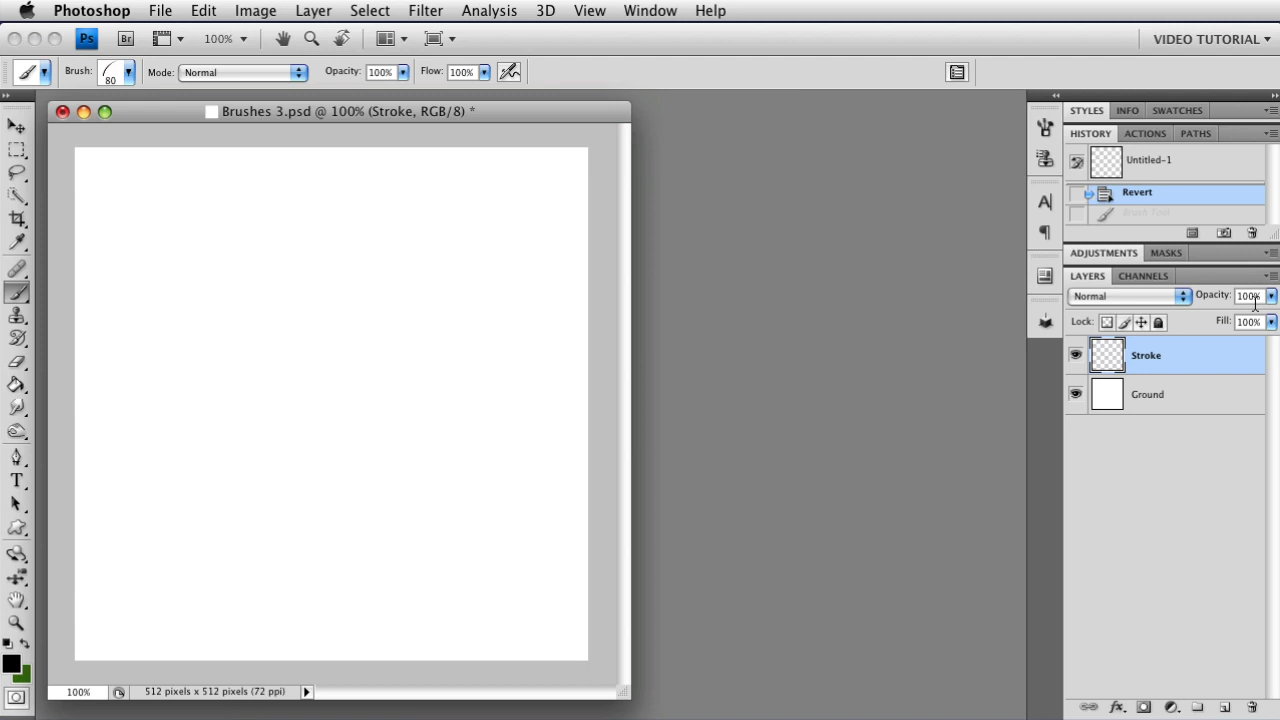 Photoshop File Edit Image Layer Select Filter Analysis 3D View Window Help
Ps Br 100% VIDEO TUTORIAL
Brush: 80 Mode: Normal Opacity: 100% Flow: 100%
Brushes 3.psd @ 100% (Stroke, RGB/8) *
STYLES INFO SWATCHES
HISTORY ACTIONS PATHS
Untitled-1
Revert
Brush Tool
ADJUSTMENTS MASKS
LAYERS CHANNELS
Normal Opacity: 100%
Lock: Fill: 100%
Stroke
Ground
100% 512 pixels x 512 pixels (72 ppi)